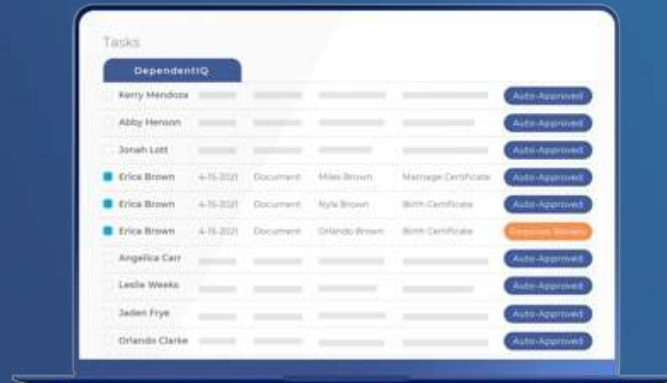 Tasks
DependentIQ
Kerry Mendoza Auto-Approved
Abby Henson Auto-Approved
Jonah Lott Auto-Approved
Erica Brown 4-15-2021 Document Miles Brown Marriage Certificate Auto-Approved
Erica Brown 4-15-2021 Document Nyla Brown Birth Certificate Auto-Approved
Erica Brown 4-15-2021 Document Orlando Brown Birth Certificate
Angelica Carr Auto-Approved
Leslie Weeks Auto-Approved
Jaden Frye Auto-Approved
Orlando Clarke Auto-Approved